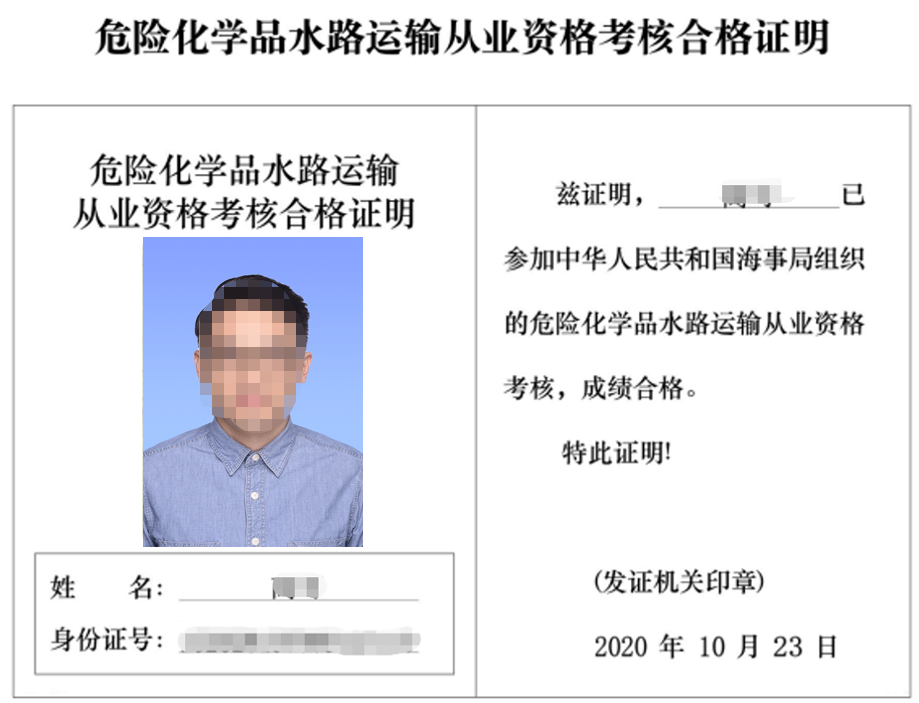 危险化学品水路运输从业资格考核合格证明
危险化学品水路运输
从业资格考核合格证明
姓 名：
身份证号：
兹证明， 已
参加中华人民共和国海事局组织
的危险化学品水路运输从业资格
考核，成绩合格。
特此证明!
(发证机关印章)
2020 年 10 月 23 日